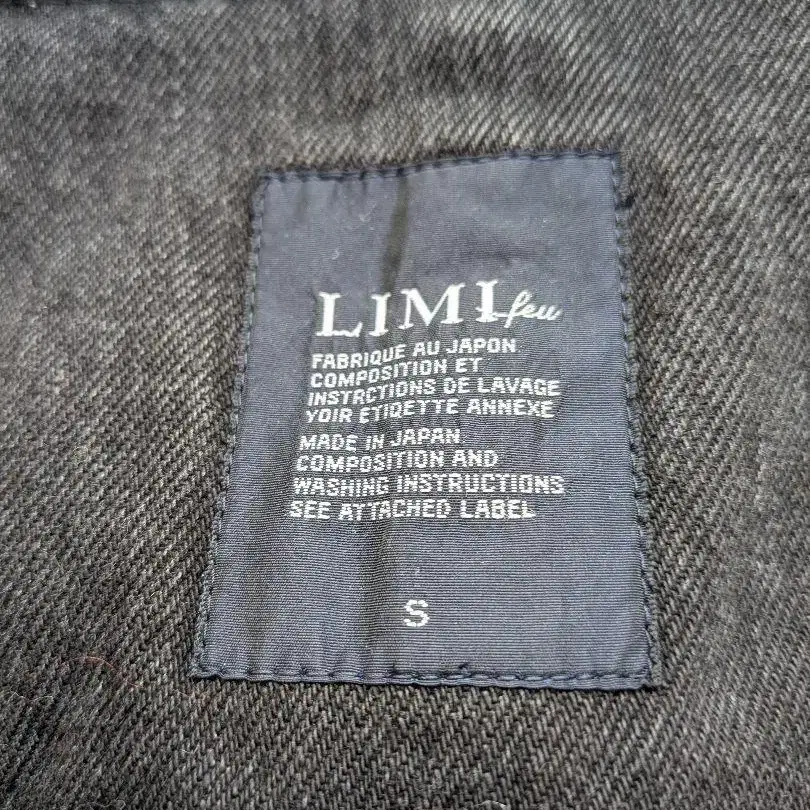 LIMI feu
FABRIQUE AU JAPON
COMPOSITION ET
INSTRCTIONS DE LAVAGE
YOIR ETIQETTE ANNEXE
MADE IN JAPAN
COMPOSITION AND
WASHING INSTRUCTIONS
SEE ATTACHED LABEL
S